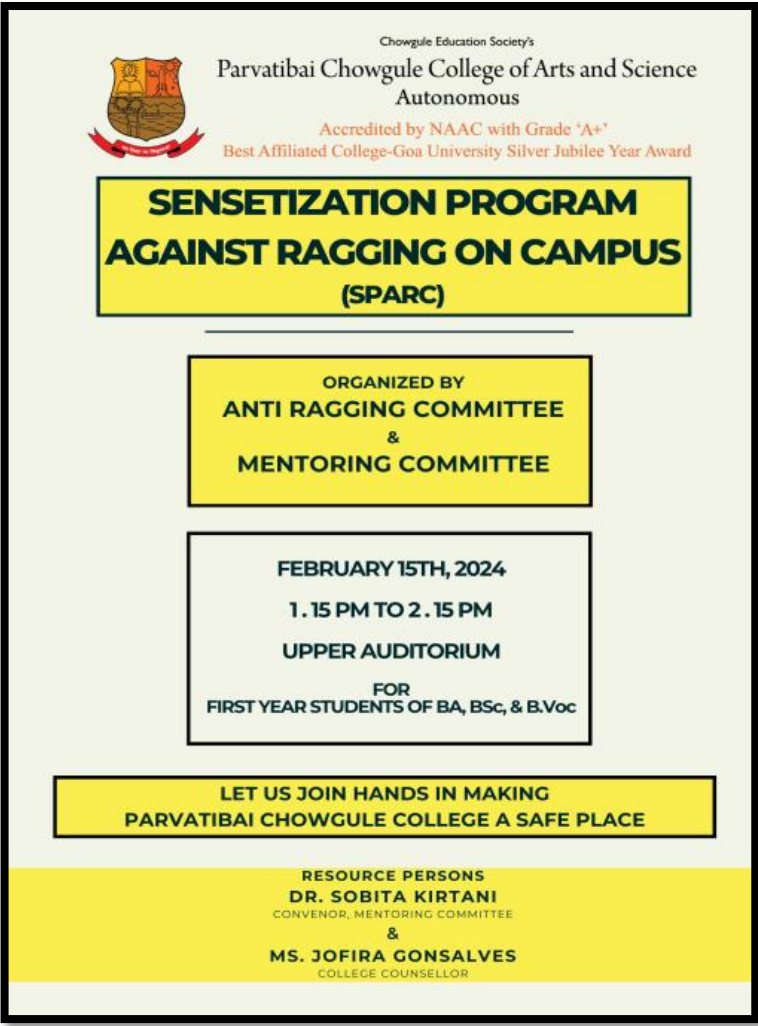 Chowgule Education Society's
Parvatibai Chowgule College of Arts and Science
Autonomous
Accredited by NAAC with Grade ‘A+’
Best Affiliated College-Goa University Silver Jubilee Year Award
SENSETIZATION PROGRAM
AGAINST RAGGING ON CAMPUS
(SPARC)
ORGANIZED BY
ANTI RAGGING COMMITTEE
&
MENTORING COMMITTEE
FEBRUARY 15TH, 2024
1 . 15 PM TO 2 . 15 PM
UPPER AUDITORIUM
FOR
FIRST YEAR STUDENTS OF BA, BSc, & B.Voc
LET US JOIN HANDS IN MAKING
PARVATIBAI CHOWGULE COLLEGE A SAFE PLACE
RESOURCE PERSONS
DR. SOBITA KIRTANI
CONVENOR, MENTORING COMMITTEE
&
MS. JOFIRA GONSALVES
COLLEGE COUNSELLOR